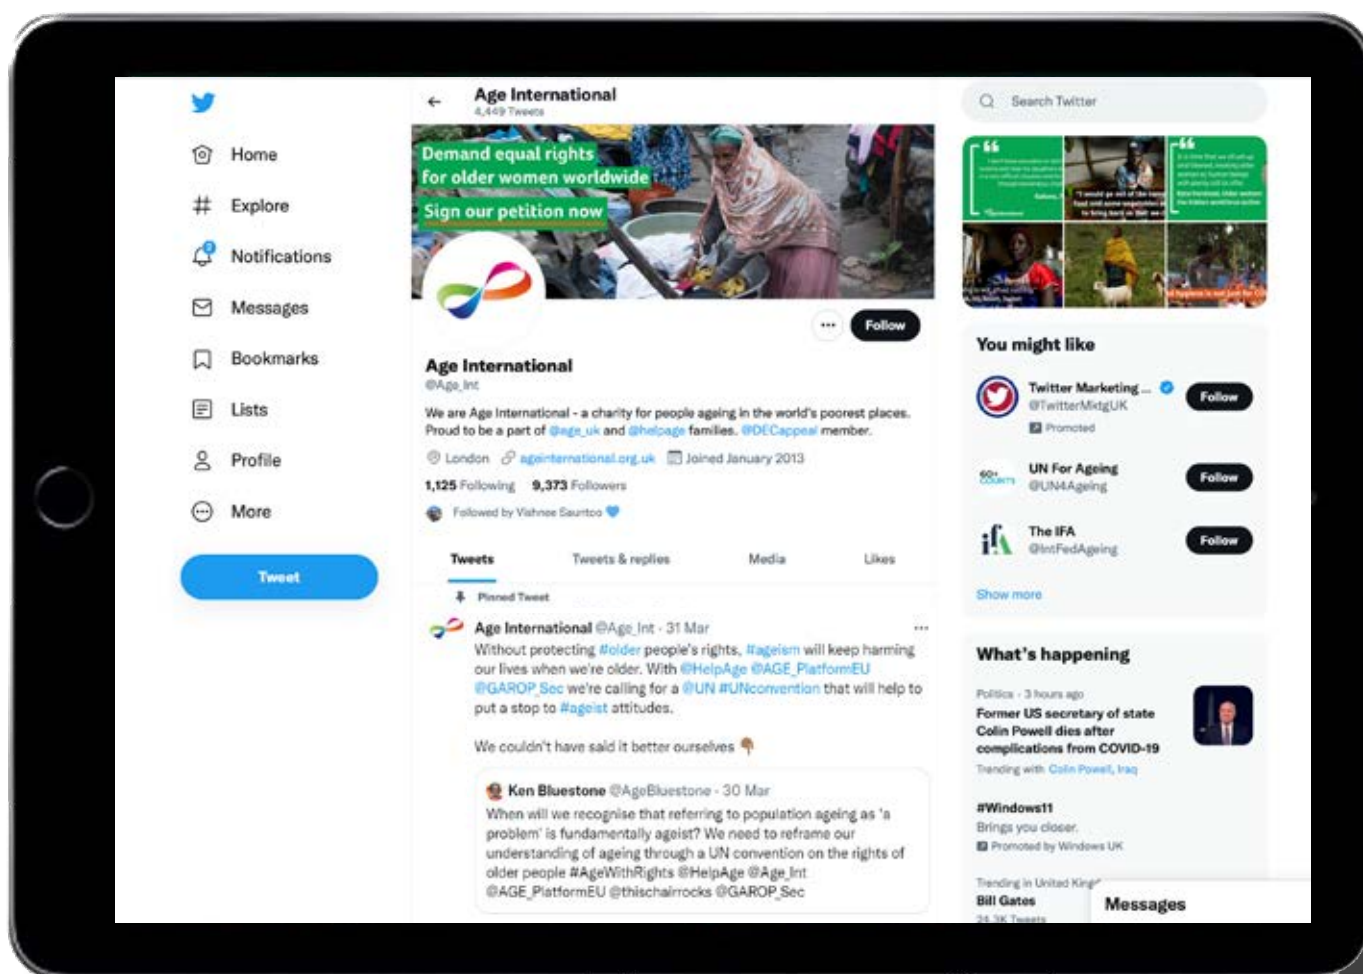 Home
Explore
Notifications
Messages
Bookmarks
Lists
Profile
More
Tweet
Age International
4,449 Tweets
Demand equal rights
for older women worldwide
Sign our petition now
Follow
Age International
@Age_Int
We are Age International - a charity for people ageing in the world's poorest places.
Proud to be a part of @age_uk and @helpage families. @DECappeal member.
London ageinternational.org.uk Joined January 2013
1,125 Following 9,373 Followers
Followed by Vishnee Sauntoo
Tweets Tweets & replies Media Likes
Pinned Tweet
Age International @Age_Int · 31 Mar
Without protecting #older people's rights, #ageism will keep harming
our lives when we're older. With @HelpAge @AGE_PlatformEU
@GAROP_Sec we're calling for a @UN #UNconvention that will help to
put a stop to #ageist attitudes.
We couldn't have said it better ourselves
Ken Bluestone @AgeBluestone · 30 Mar
When will we recognise that referring to population ageing as 'a
problem' is fundamentally ageist? We need to reframe our
understanding of ageing through a UN convention on the rights of
older people #AgeWithRights @HelpAge @Age_Int
@AGE_PlatformEU @thischairrocks @GAROP_Sec
Search Twitter
You might like
Twitter Marketing ...
@TwitterMktgUK
Promoted
Follow
60+
COUNTS
UN For Ageing
@UN4Ageing
Follow
ifa
The IFA
@IntFedAgeing
Follow
Show more
What's happening
Politics · 3 hours ago
Former US secretary of state
Colin Powell dies after
complications from COVID-19
Trending with Colin Powell, Iraq
#Windows11
Brings you closer.
Promoted by Windows UK
Trending in United
Bill Gates
24.3K Tweets
Messages